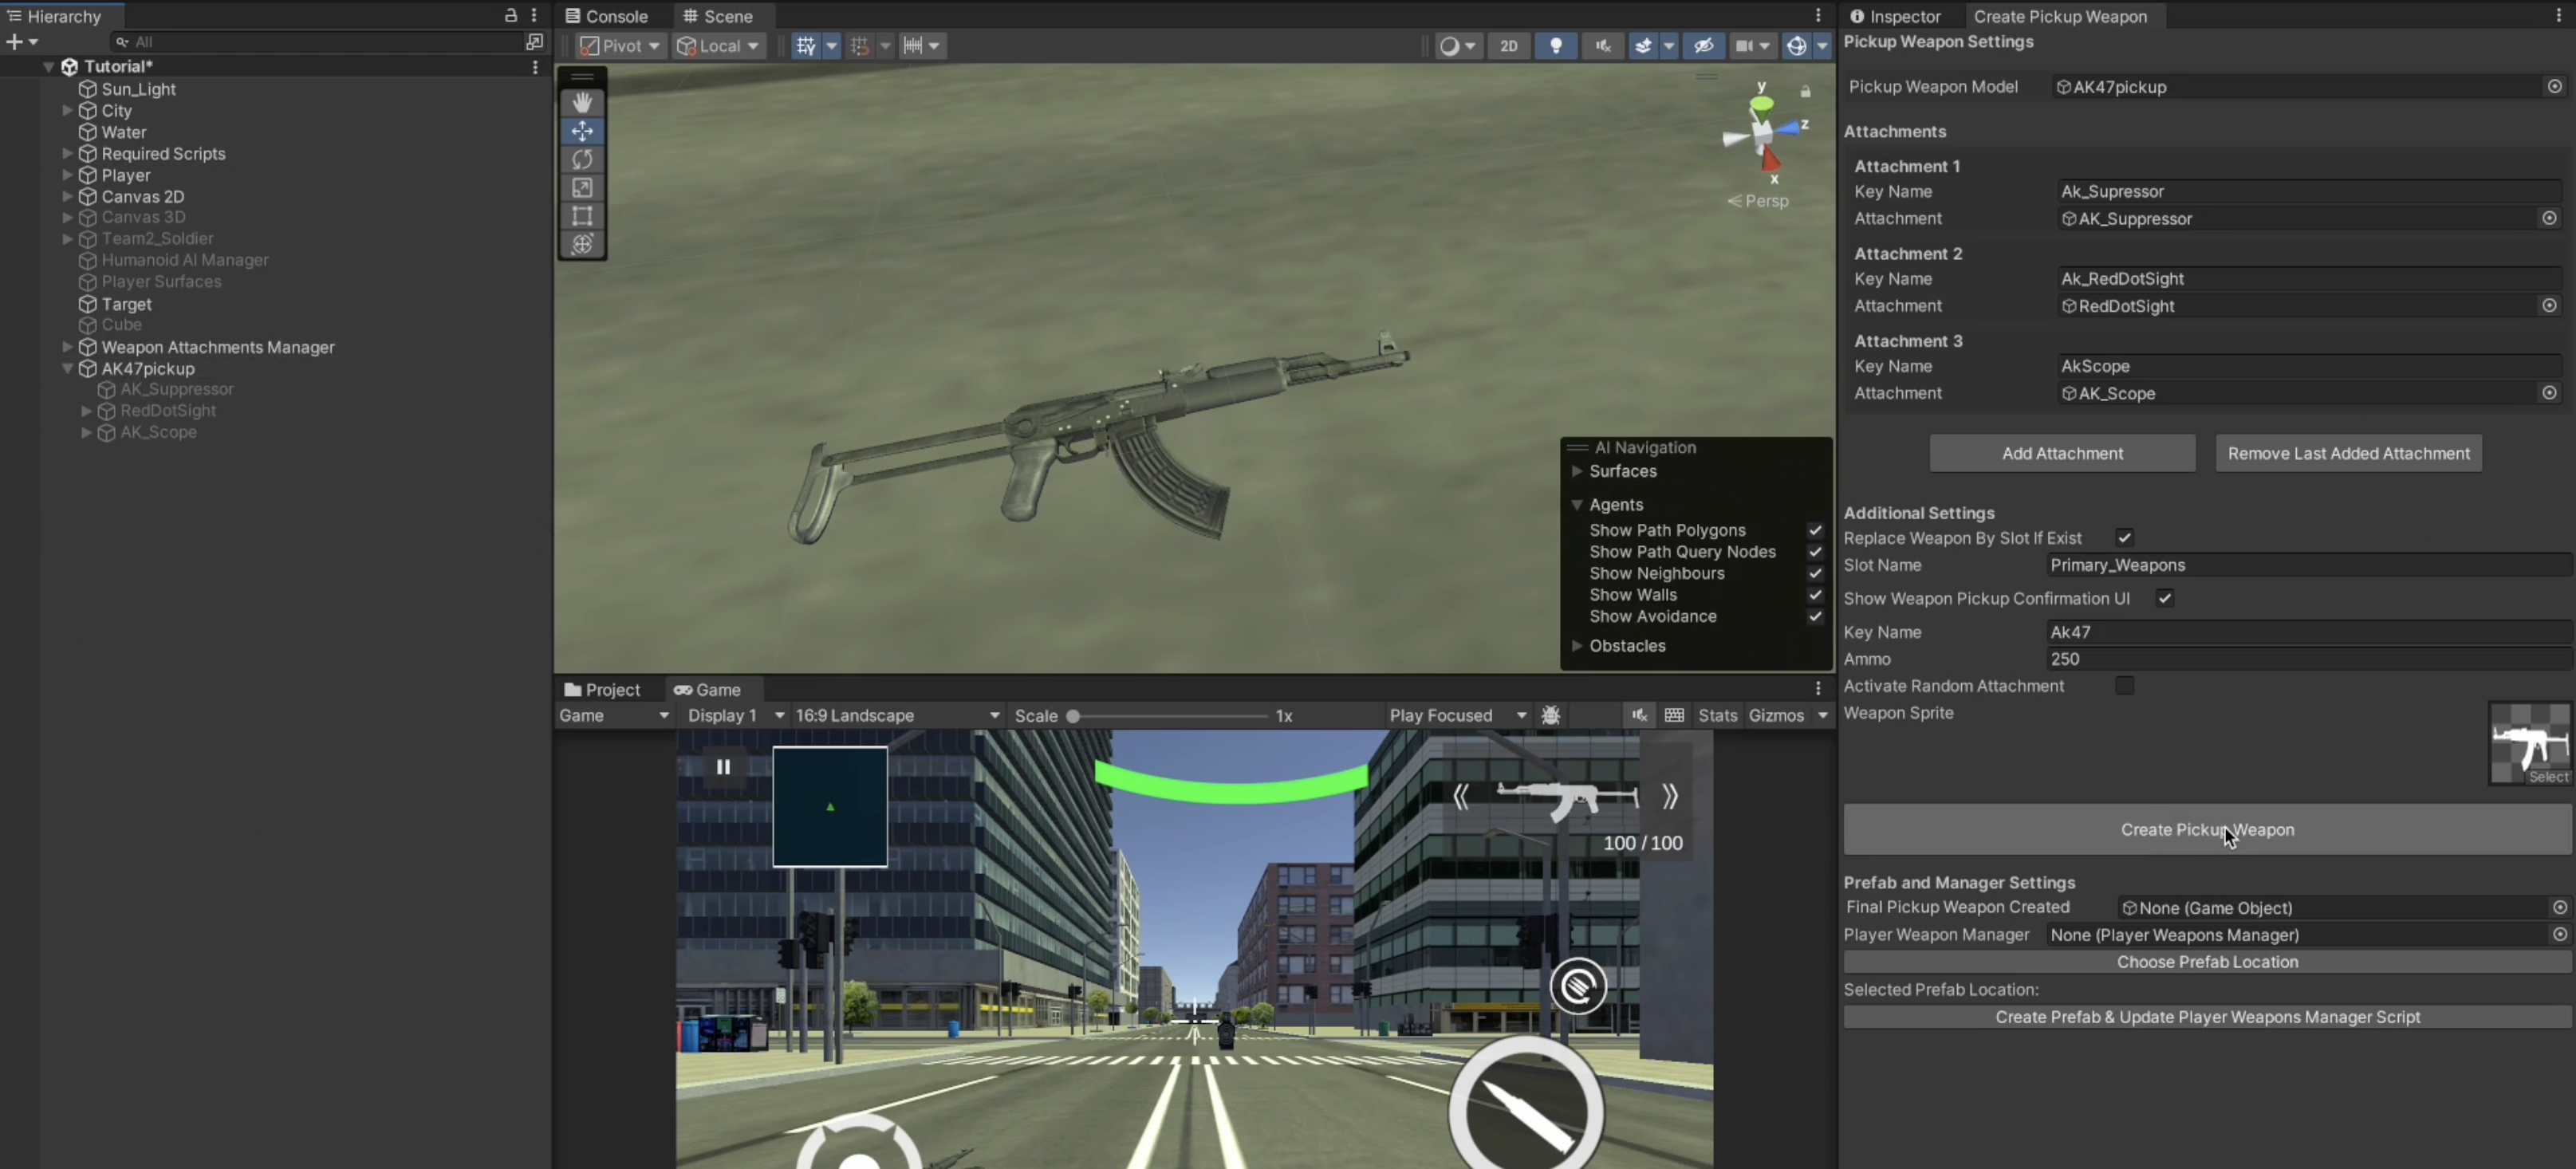 Hierarchy
All
Tutorial*
Sun_Light
City
Water
Required Scripts
Player
Canvas 2D
Canvas 3D
Team2_Soldier
Humanoid AI Manager
Player Surfaces
Target
Cube
Weapon Attachments Manager
AK47pickup
AK_Suppressor
RedDotSight
AK_Scope
Console
Scene
Pivot
Local
2D
y
z
x
Persp
AI Navigation
Surfaces
Agents
Show Path Polygons
Show Path Query Nodes
Show Neighbours
Show Walls
Show Avoidance
Obstacles
Project
Game
Game
Display 1
16:9 Landscape
Scale
1x
Play Focused
Stats
Gizmos
100 / 100
Inspector
Create Pickup Weapon
Pickup Weapon Settings
Pickup Weapon Model
AK47pickup
Attachments
Attachment 1
Key Name
Ak_Supressor
Attachment
AK_Suppressor
Attachment 2
Key Name
Ak_RedDotSight
Attachment
RedDotSight
Attachment 3
Key Name
AkScope
Attachment
AK_Scope
Add Attachment
Remove Last Added Attachment
Additional Settings
Replace Weapon By Slot If Exist
Slot Name
Primary_Weapons
Show Weapon Pickup Confirmation UI
Key Name
Ak47
Ammo
250
Activate Random Attachment
Weapon Sprite
Select
Create Pickup Weapon
Prefab and Manager Settings
Final Pickup Weapon Created
None (Game Object)
Player Weapon Manager
None (Player Weapons Manager)
Choose Prefab Location
Selected Prefab Location:
Create Prefab & Update Player Weapons Manager Script